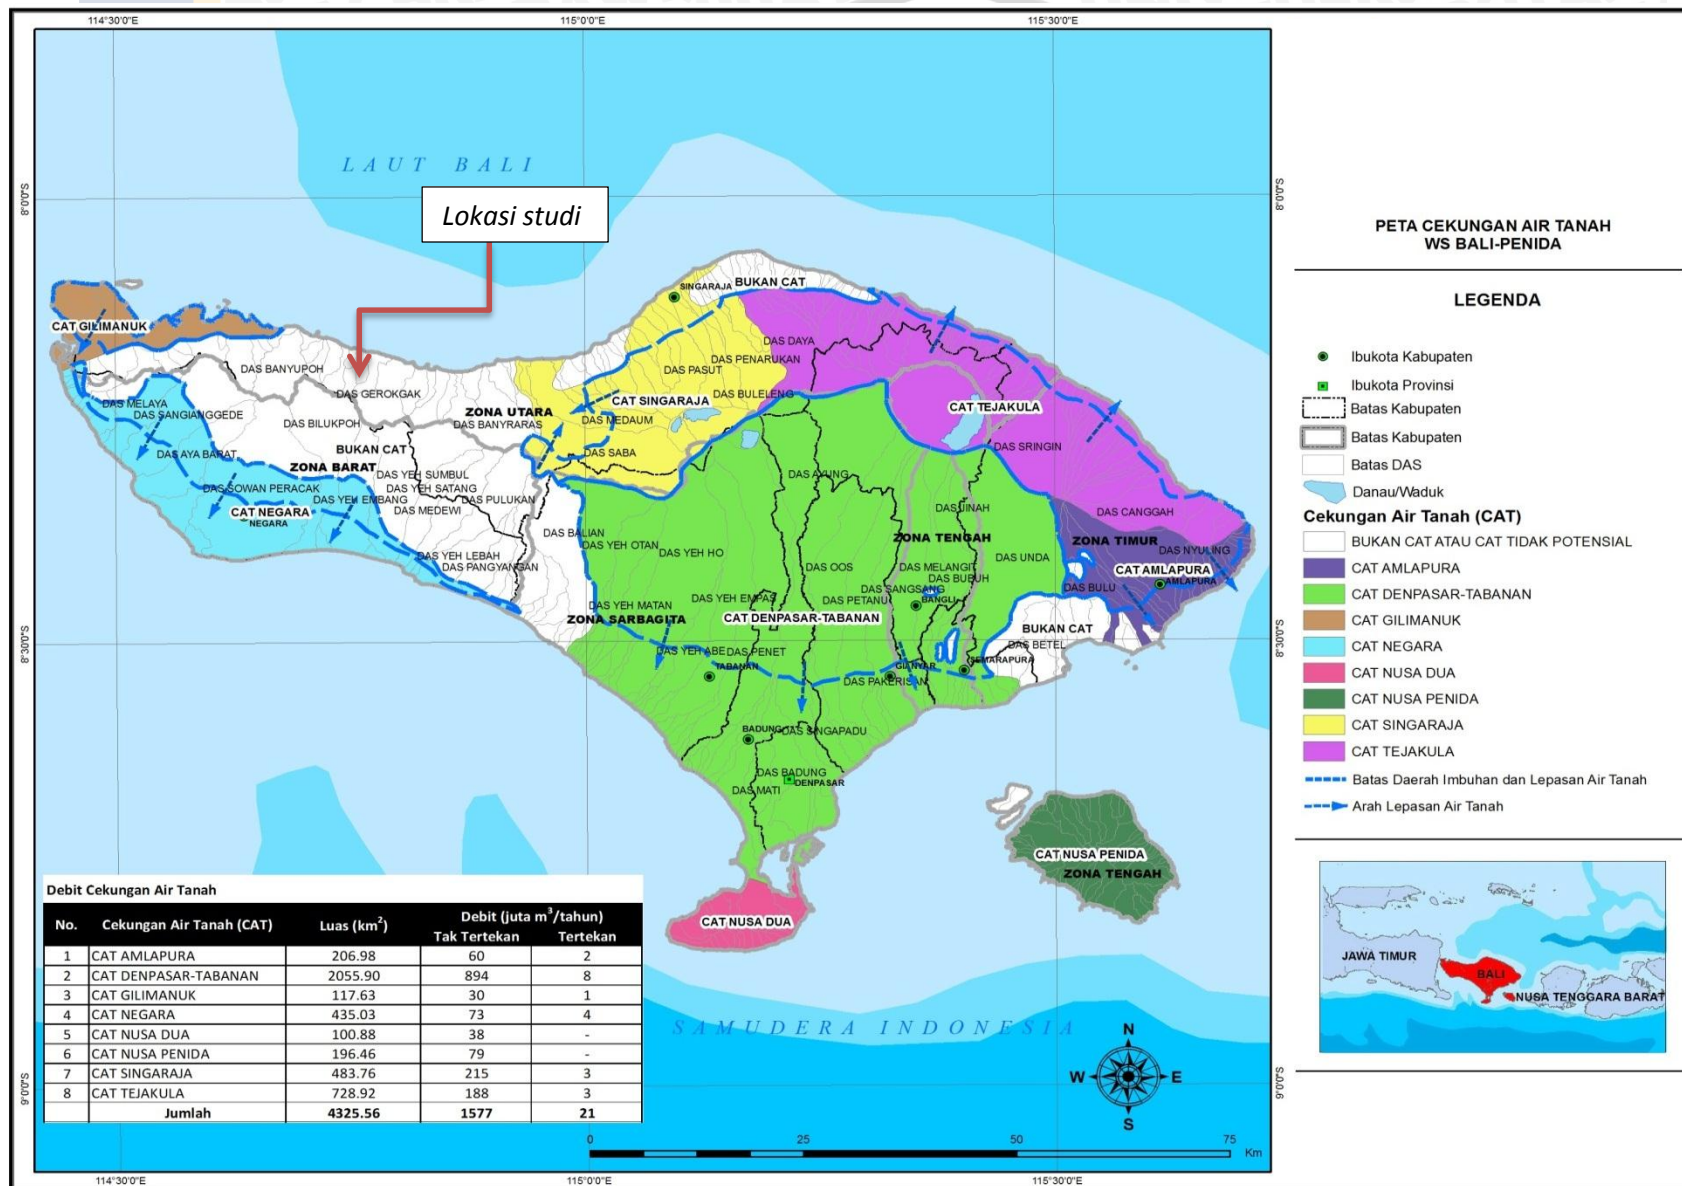 114°30'0"E
115°0'0"E
115°30'0"E
8°0'0"S
8°0'0"S
LAUT BALI
Lokasi studi
SINGARAJA
BUKAN CAT
CAT GILIMANUK
DAS DAYA
DAS BANYUPOH
DAS PENARUKAN
DAS PASUT
DAS GEROKGAK
DAS BULELENG
DAS MELAYA
CAT SINGARAJA
CAT TEJAKULA
DAS SANGIANGGEDE
ZONA UTARA
DAS MEDAUM
DAS BILUKPOH
DAS BANYRARAS
BUKAN CAT
DAS SRINGIN
DAS AYA BARAT
DAS SABA
ZONA BARAT
DAS YEH SUMBUL
DAS AYUNG
DAS SOWAN PERACAK
DAS YEH SATANG
DAS YEH EMBANG
DAS PULUKAN
CAT NEGARA
DAS MEDEWI
DAS JINAH
DAS CANGGAH
NEGARA
DAS BALIAN
ZONA TENGAH
ZONA TIMUR
DAS YEH OTAN
DAS YEH HO
DAS NYULING
DAS YEH LEBAH
DAS UNDA
DAS PANGYANGAN
DAS OOS
DAS MELANGIT
CAT AMLAPURA
DAS BUBUH
AMLAPURA
DAS SANGSANG
DAS BULU
DAS YEH EMPAS
DAS PETANU
BANGLI
DAS YEH MATAN
ZONA SARBAGITA
CAT DENPASAR-TABANAN
BUKAN CAT
8°30'0"S
8°30'0"S
DAS BETEL
DAS YEH ABE
DAS PENET
TABANAN
GIANYAR
SEMARAPURA
DAS PAKERISAN
BADUNG
DAS SINGAPADU
DAS BADUNG
DENPASAR
DAS MATI
CAT NUSA PENIDA
ZONA TENGAH
CAT NUSA DUA
Debit Cekungan Air Tanah
No. Cekungan Air Tanah (CAT) Luas (km²) Debit (juta m³/tahun)
Tak Tertekan Tertekan
1 CAT AMLAPURA 206.98 60 2
2 CAT DENPASAR-TABANAN 2055.90 894 8
3 CAT GILIMANUK 117.63 30 1
4 CAT NEGARA 435.03 73 4
5 CAT NUSA DUA 100.88 38 -
6 CAT NUSA PENIDA 196.46 79 -
7 CAT SINGARAJA 483.76 215 3
8 CAT TEJAKULA 728.92 188 3
Jumlah 4325.56 1577 21
SAMUDERA INDONESIA
N
W E
S
9°0'0"S
9°0'0"S
0 25 50 75
Km
114°30'0"E
115°0'0"E
115°30'0"E
PETA CEKUNGAN AIR TANAH
WS BALI-PENIDA
LEGENDA
Ibukota Kabupaten
Ibukota Provinsi
Batas Kabupaten
Batas Kabupaten
Batas DAS
Danau/Waduk
Cekungan Air Tanah (CAT)
BUKAN CAT ATAU CAT TIDAK POTENSIAL
CAT AMLAPURA
CAT DENPASAR-TABANAN
CAT GILIMANUK
CAT NEGARA
CAT NUSA DUA
CAT NUSA PENIDA
CAT SINGARAJA
CAT TEJAKULA
Batas Daerah Imbuhan dan Lepasan Air Tanah
Arah Lepasan Air Tanah
JAWA TIMUR
BALI
NUSA TENGGARA BARAT